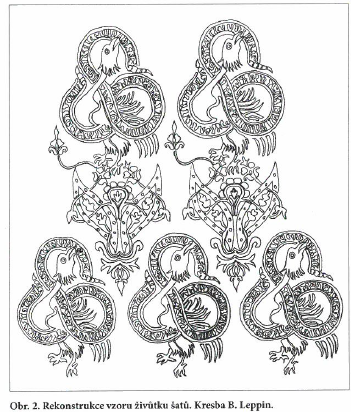 Obr. 2. Rekonstrukce vzoru živůtku šatů. Kresba B. Leppin.